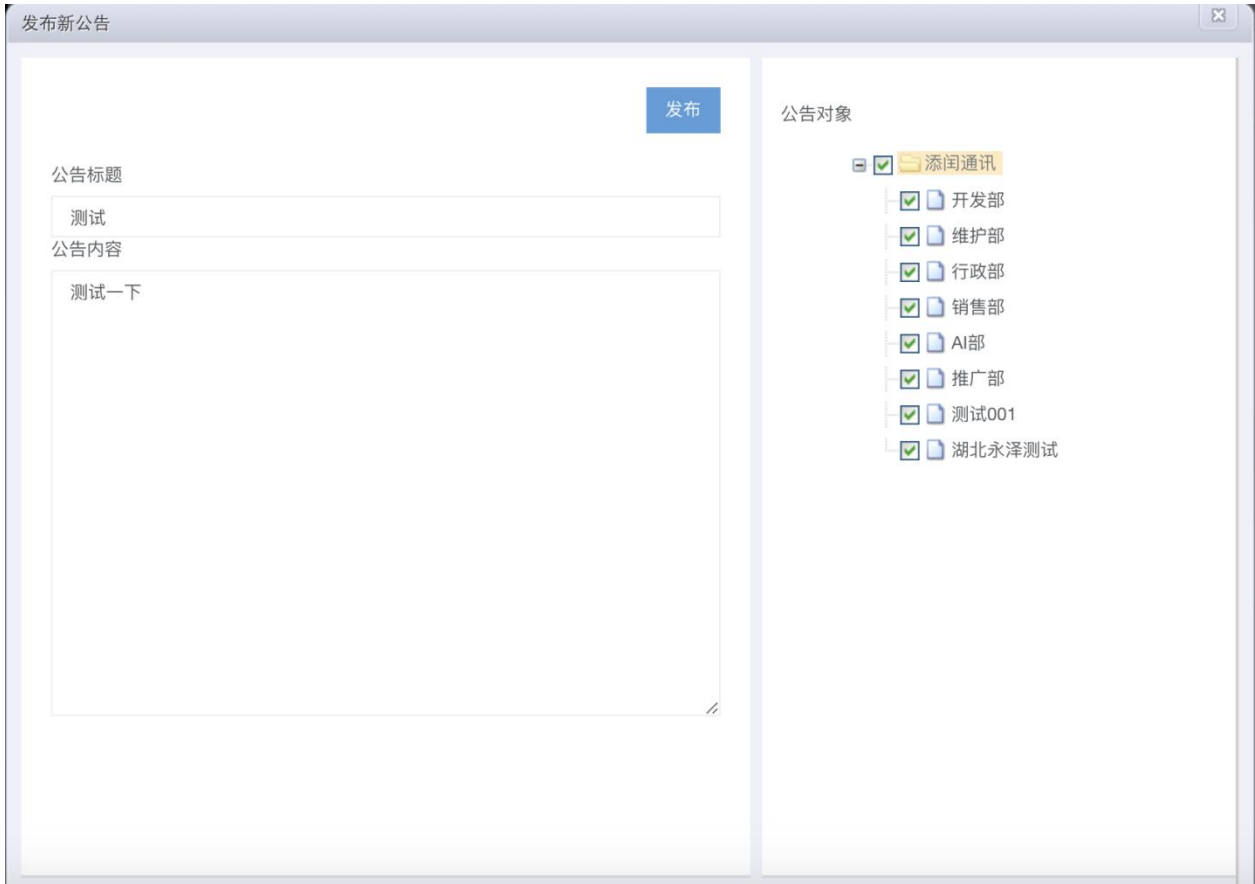 发布新公告
发布
公告标题
测试
公告内容
测试一下
公告对象
添闰通讯
开发部
维护部
行政部
销售部
AI部
推广部
测试001
湖北永泽测试